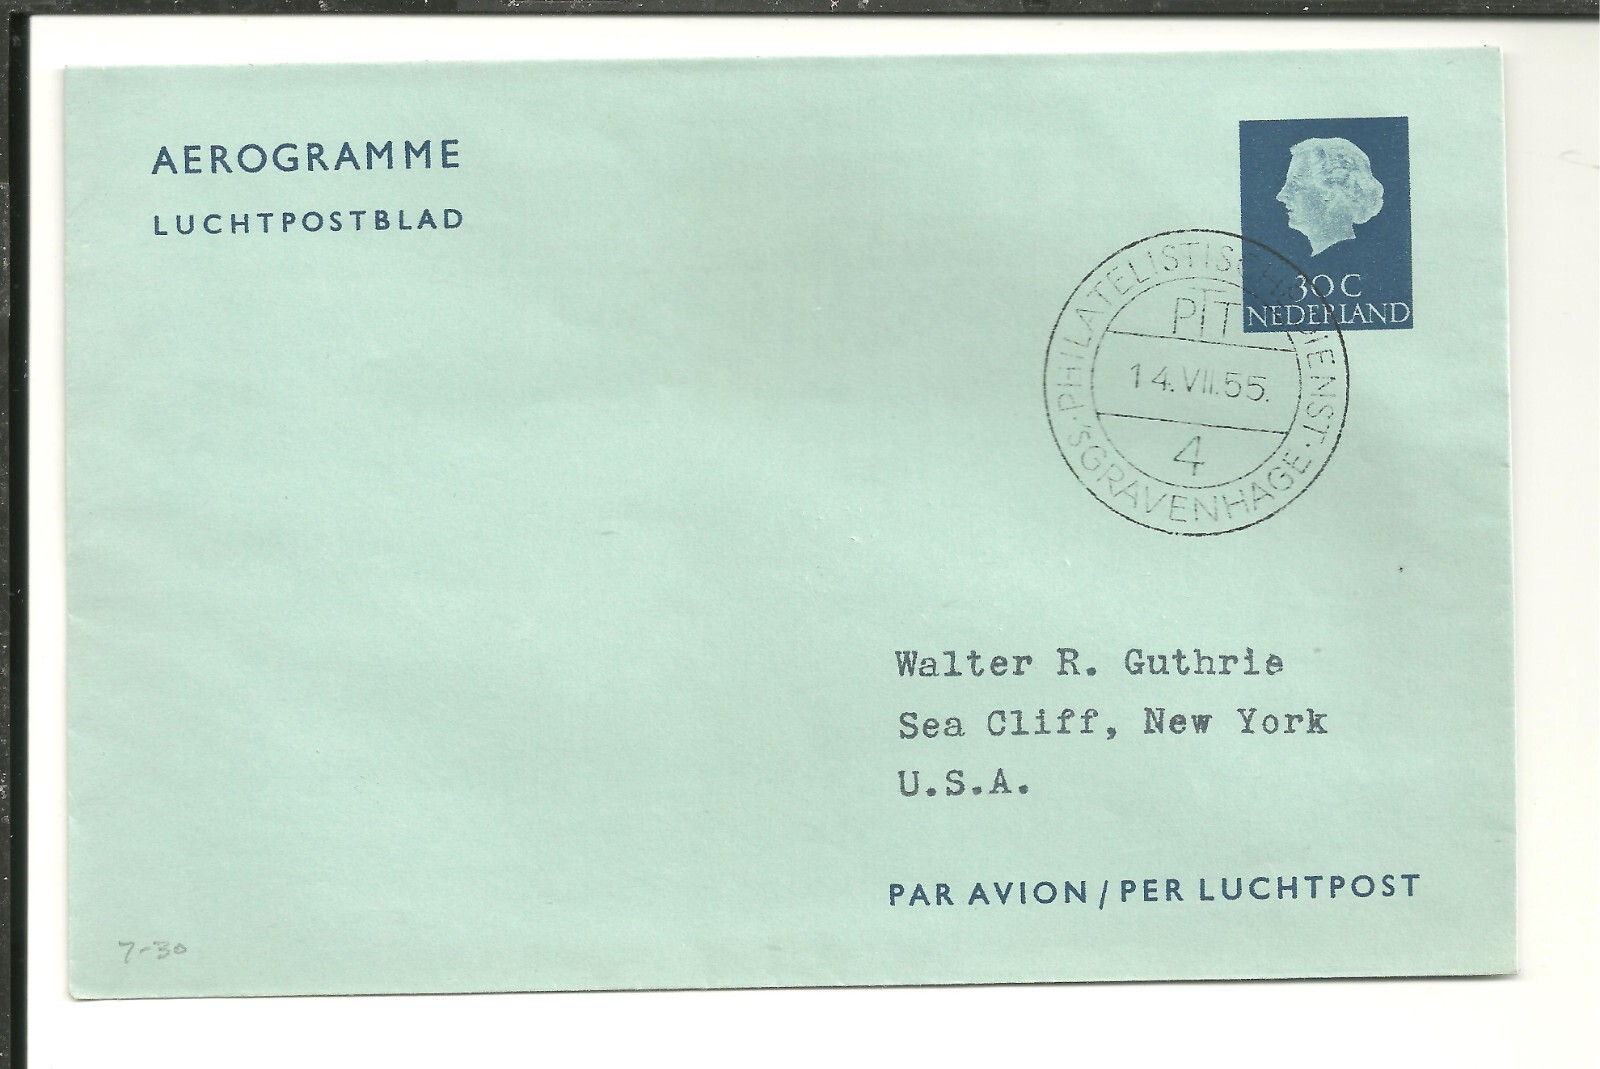 AEROGRAMME
LUCHTPOSTBLAD
30 C
NEDERLAND
PHILATELISTISCHE DIENST
PTT
14.VII.55.
4
'SGRAVENHAGE
Walter R. Guthrie
Sea Cliff, New York
U.S.A.
PAR AVION / PER LUCHTPOST
7-30